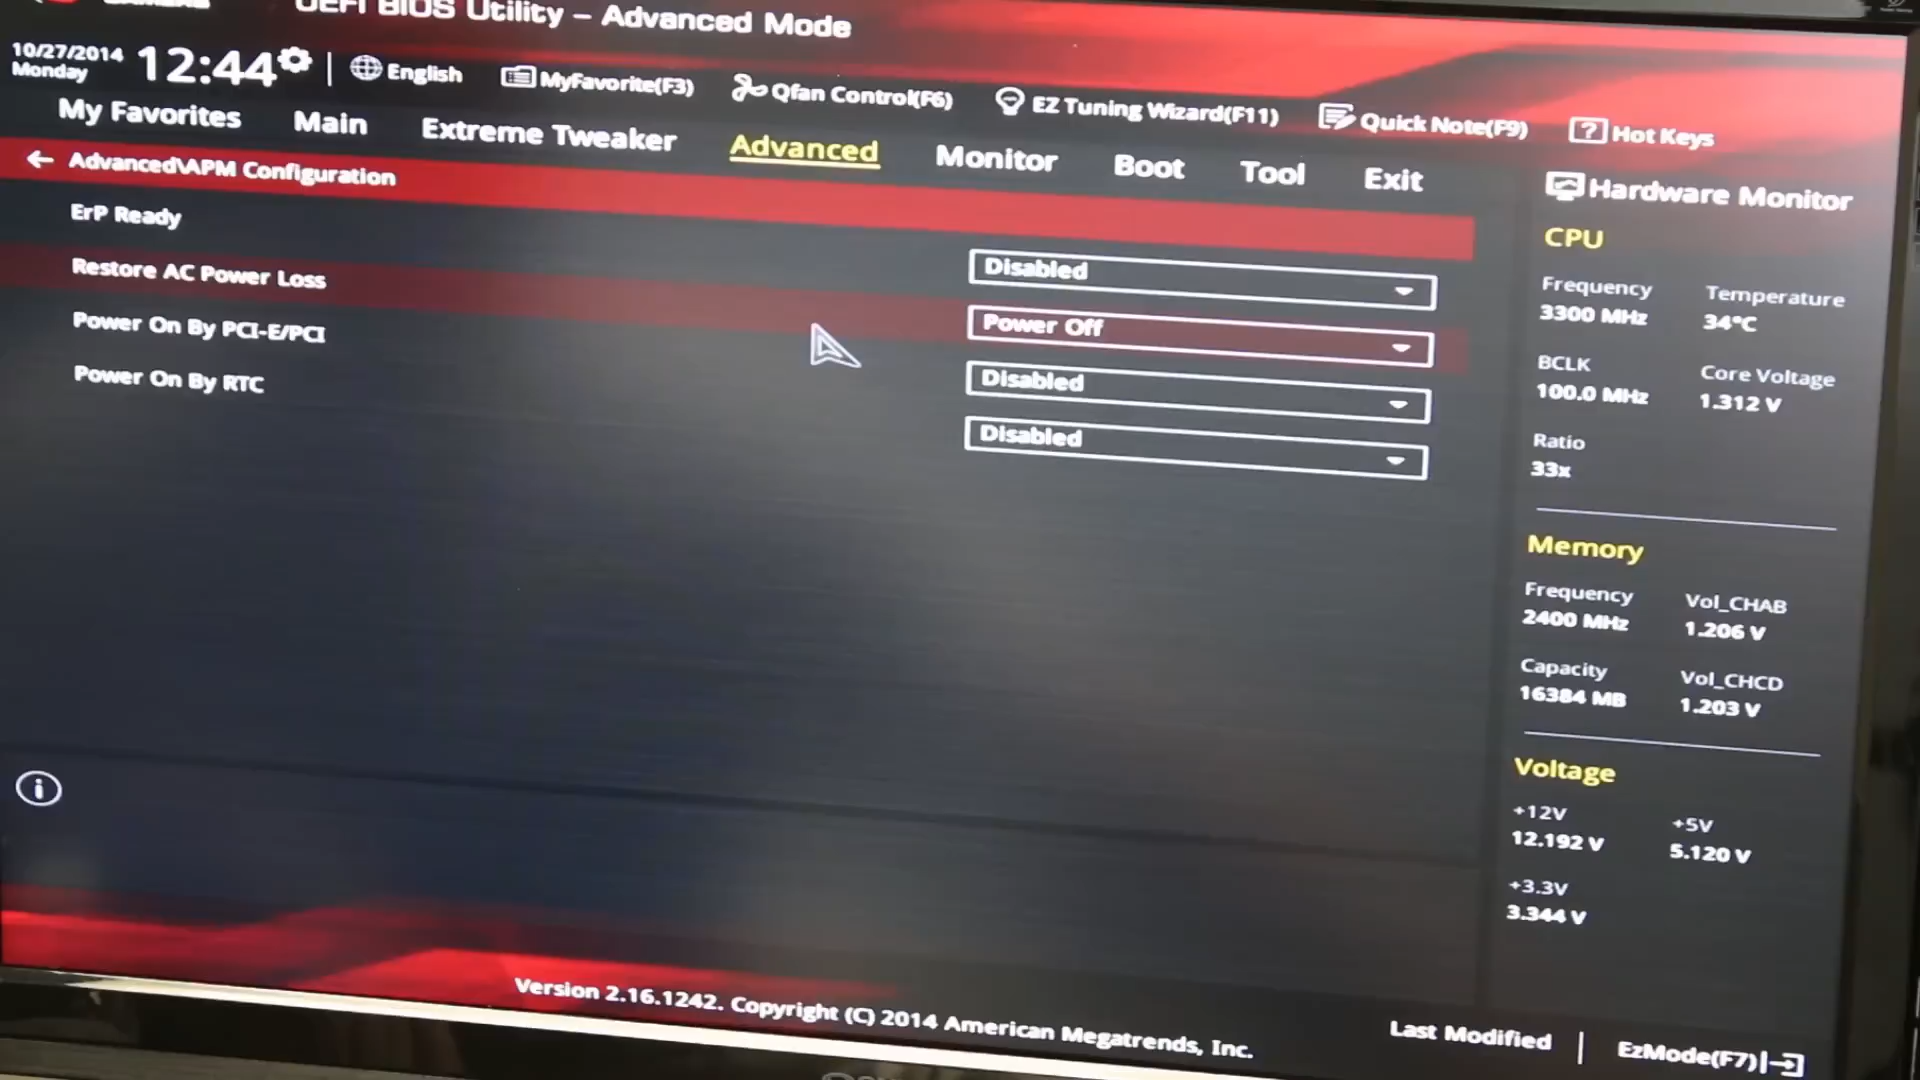 UEFI BIOS Utility – Advanced Mode
10/27/2014
Monday
12:44
English
MyFavorite(F3)
Qfan Control(F6)
EZ Tuning Wizard(F11)
Quick Note(F9)
? Hot Keys
My Favorites
Main
Extreme Tweaker
Advanced
Monitor
Boot
Tool
Exit
← Advanced\APM Configuration
ErP Ready
Disabled
Restore AC Power Loss
Power Off
Power On By PCI-E/PCI
Disabled
Power On By RTC
Disabled
Hardware Monitor
CPU
Frequency
Temperature
3300 MHz
34°C
BCLK
Core Voltage
100.0 MHz
1.312 V
Ratio
33x
Memory
Frequency
Vol_CHAB
2400 MHz
1.206 V
Capacity
Vol_CHCD
16384 MB
1.203 V
Voltage
+12V
+5V
12.192 V
5.120 V
+3.3V
3.344 V
Version 2.16.1242. Copyright (C) 2014 American Megatrends, Inc.
Last Modified
EzMode(F7)